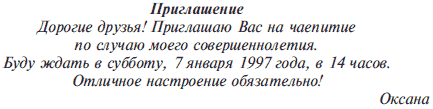 Приглашение
Дорогие друзья! Приглашаю Вас на чаепитие
по случаю моего совершеннолетия.
Буду ждать в субботу, 7 января 1997 года, в 14 часов.
Отличное настроение обязательно!
Оксана